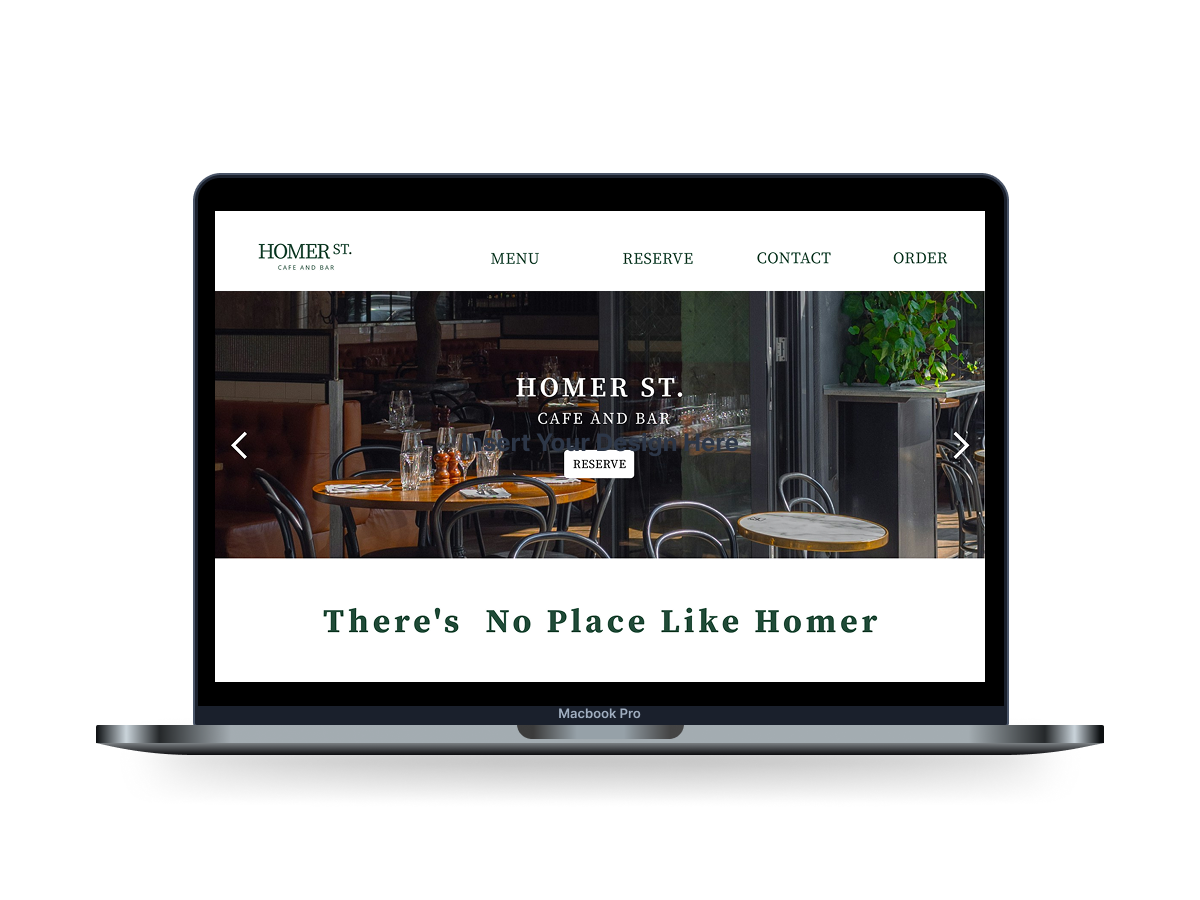 HOMER ST.
CAFE AND BAR
MENU
RESERVE
CONTACT
ORDER
HOMER ST.
CAFE AND BAR
Insert Your Design Here
RESERVE
There's No Place Like Homer
Macbook Pro